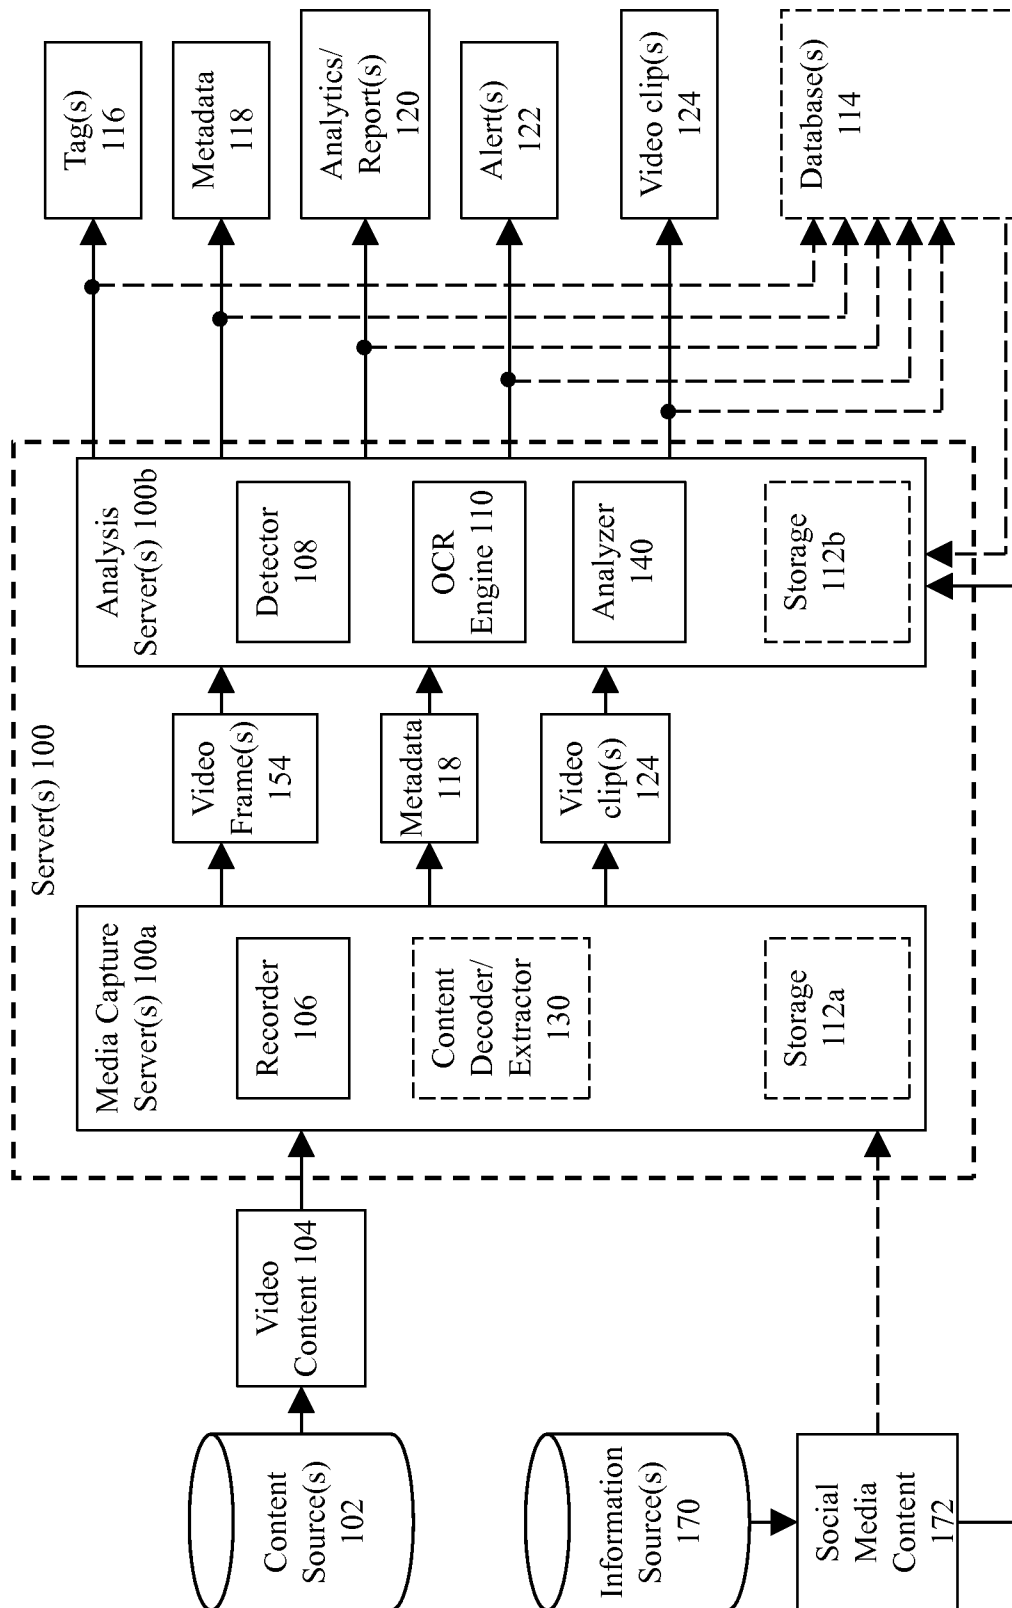 Server(s) 100
Content
Source(s)
102
Video
Content 104
Media Capture
Server(s) 100a
Recorder
106
Content
Decoder/
Extractor
130
Storage
112a
Video
Frame(s)
154
Metadata
118
Video
clip(s)
124
Analysis
Server(s) 100b
Detector
108
OCR
Engine 110
Analyzer
140
Storage
112b
Tag(s)
116
Metadata
118
Analytics/
Report(s)
120
Alert(s)
122
Video clip(s)
124
Database(s)
114
Information
Source(s)
170
Social
Media
Content
172